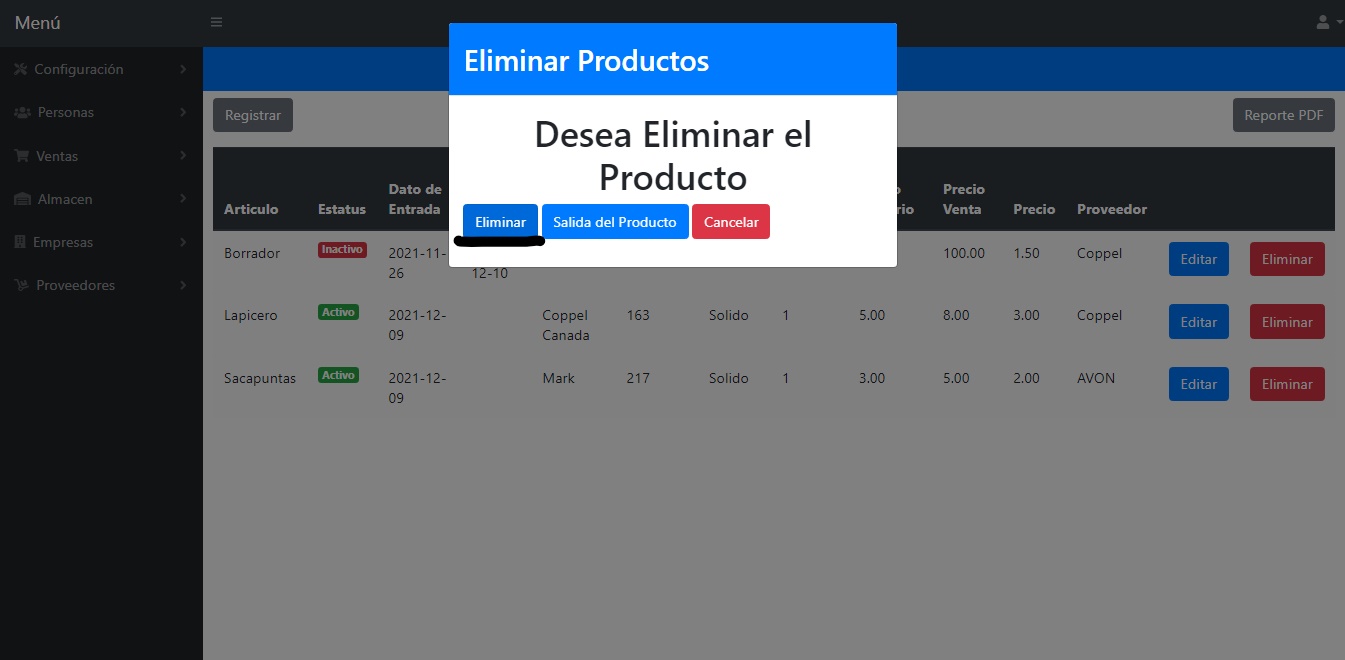 Menú
Eliminar Productos
Configuración
Personas
Ventas
Almacen
Empresas
Proveedores
Registrar
Reporte PDF
Desea Eliminar el
Producto
Eliminar Salida del Producto Cancelar
Dato de Precio
Articulo Estatus Entrada Venta Precio Proveedor
Borrador Inactivo 2021-11- 100.00 1.50 Coppel Editar Eliminar
26 12-10
Lapicero Activo 2021-12- Coppel 163 Solido 1 5.00 8.00 3.00 Coppel Editar Eliminar
09 Canada
Sacapuntas Activo 2021-12- Mark 217 Solido 1 3.00 5.00 2.00 AVON Editar Eliminar
09